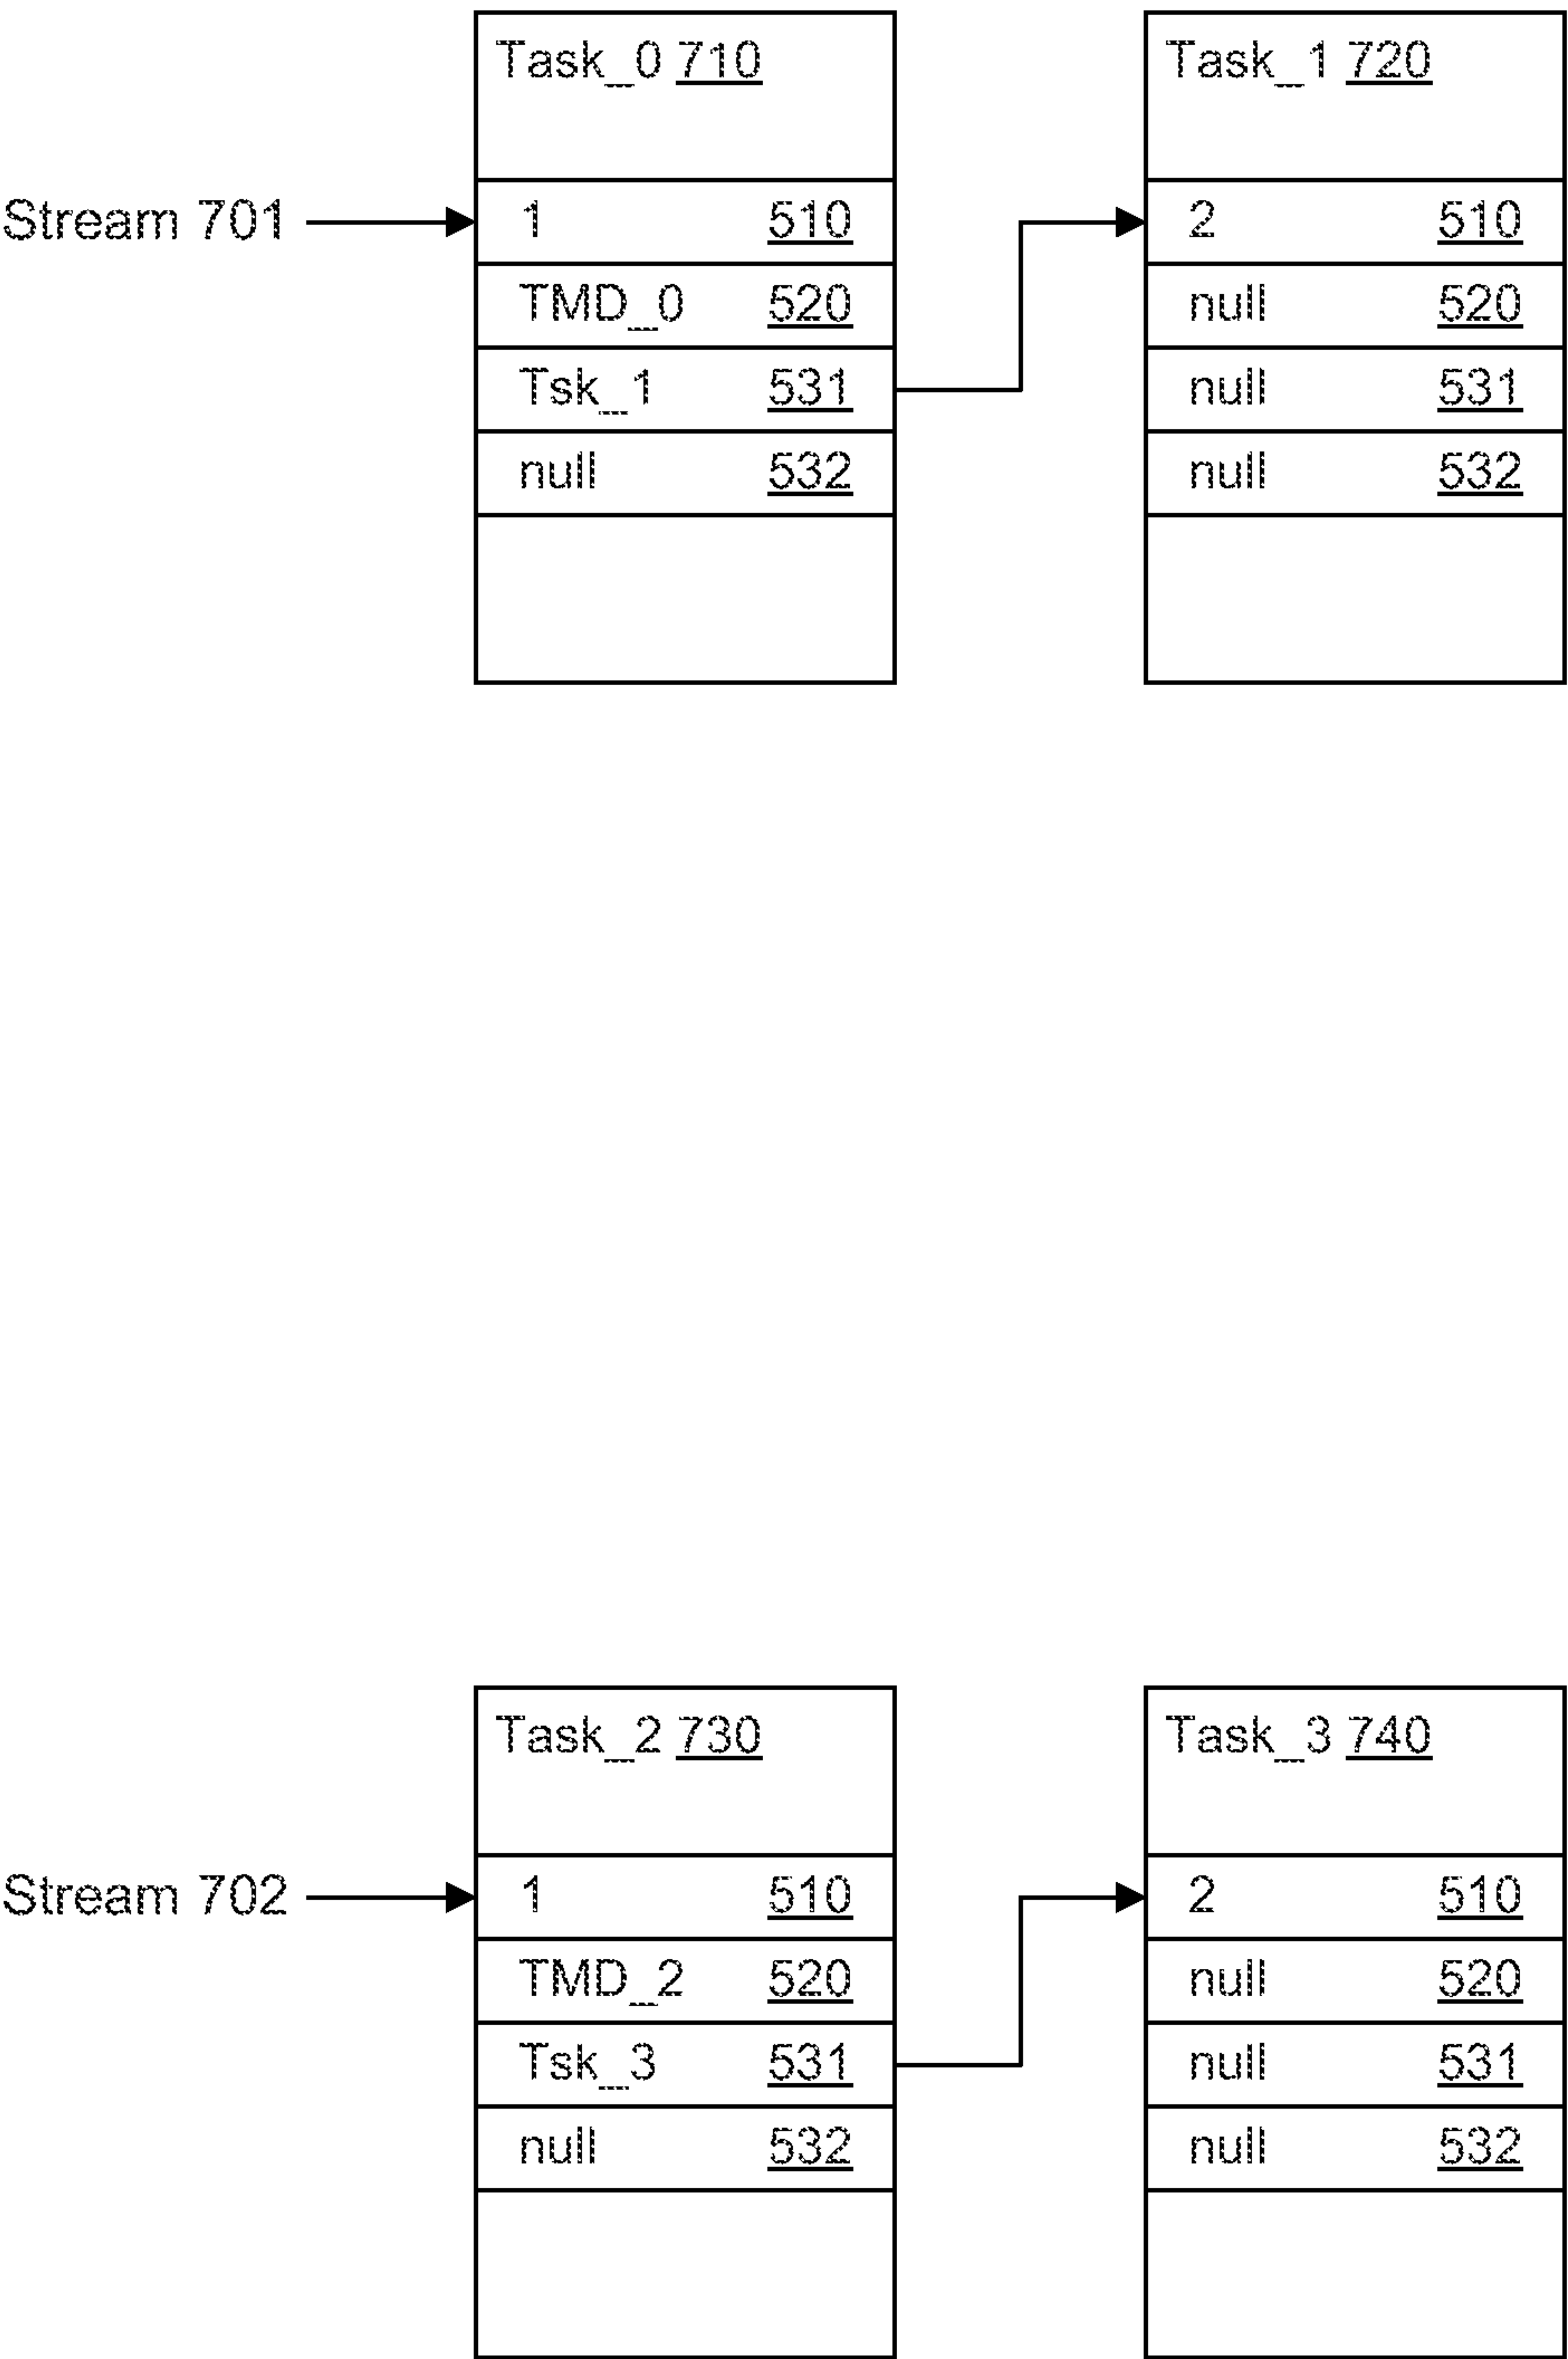 Task_0 710
Task_1 720
Stream 701
1 510
2 510
TMD_0 520
null 520
Tsk_1 531
null 531
null 532
null 532
Task_2 730
Task_3 740
Stream 702
1 510
2 510
TMD_2 520
null 520
Tsk_3 531
null 531
null 532
null 532